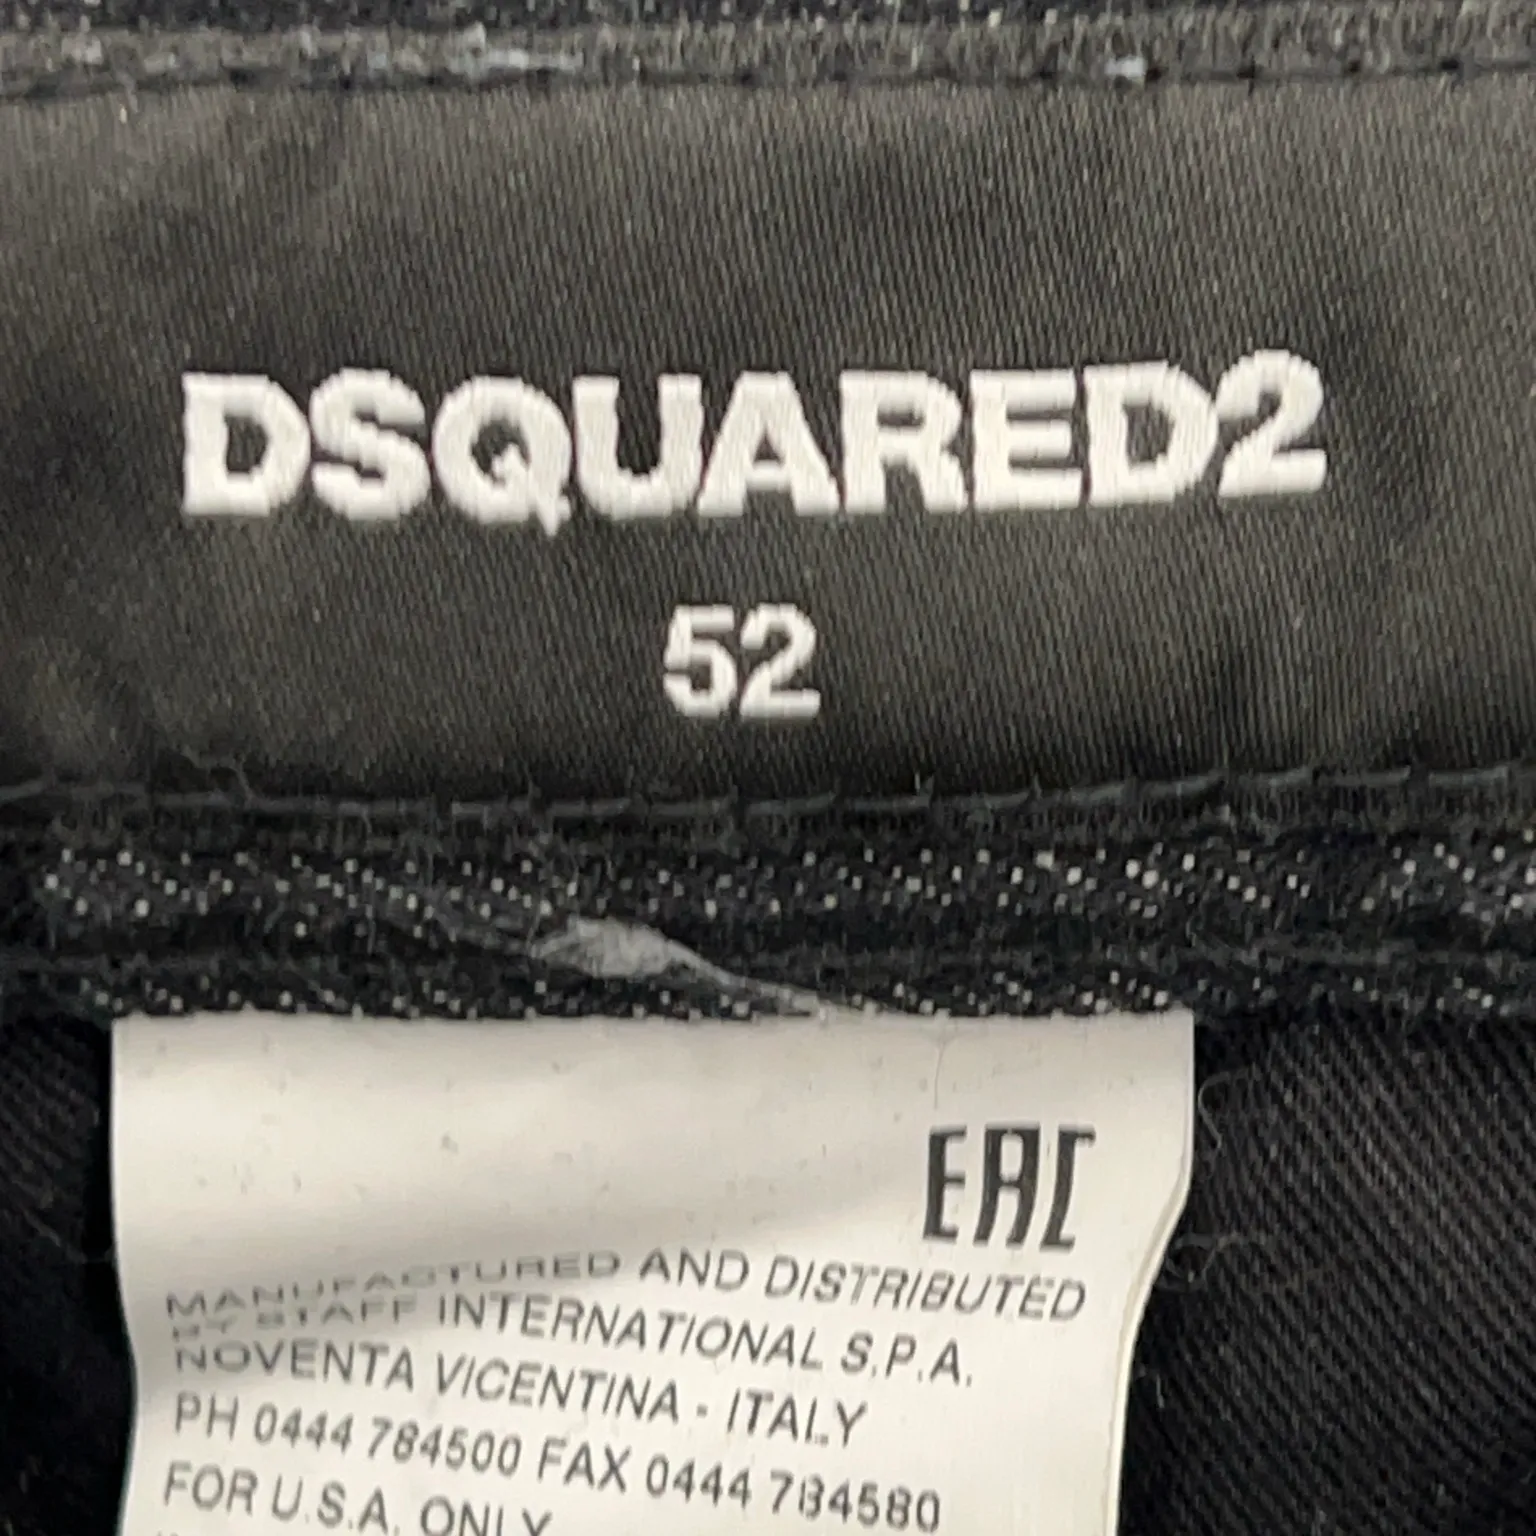 DSQUARED2
52
EAC
MANUFACTURED AND DISTRIBUTED
BY STAFF INTERNATIONAL S.P.A.
NOVENTA VICENTINA - ITALY
PH 0444 784500 FAX 0444 784580
FOR U.S.A. ONLY